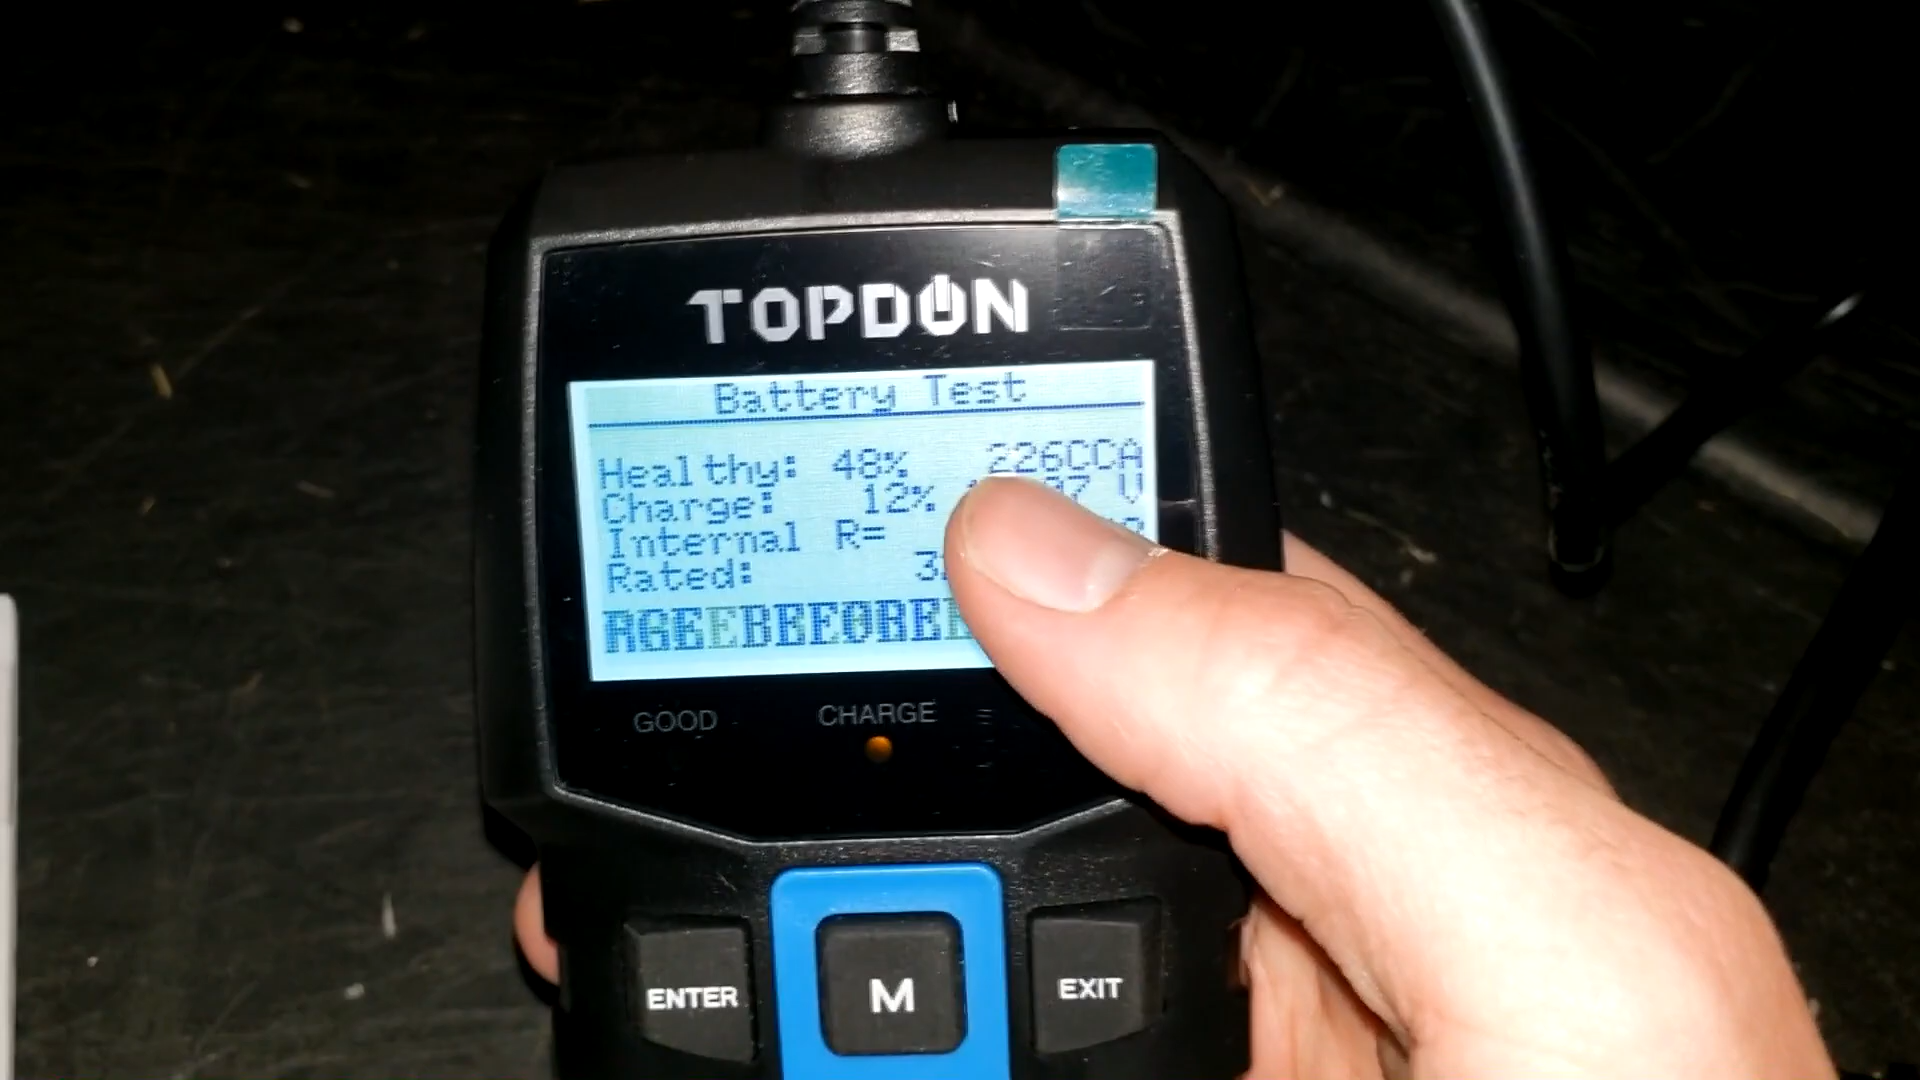 TOPDON
Battery Test
Healthy: 48% 226CCA
Charge: 12% V
Internal R=
Rated:
GOOD CHARGE
ENTER M EXIT